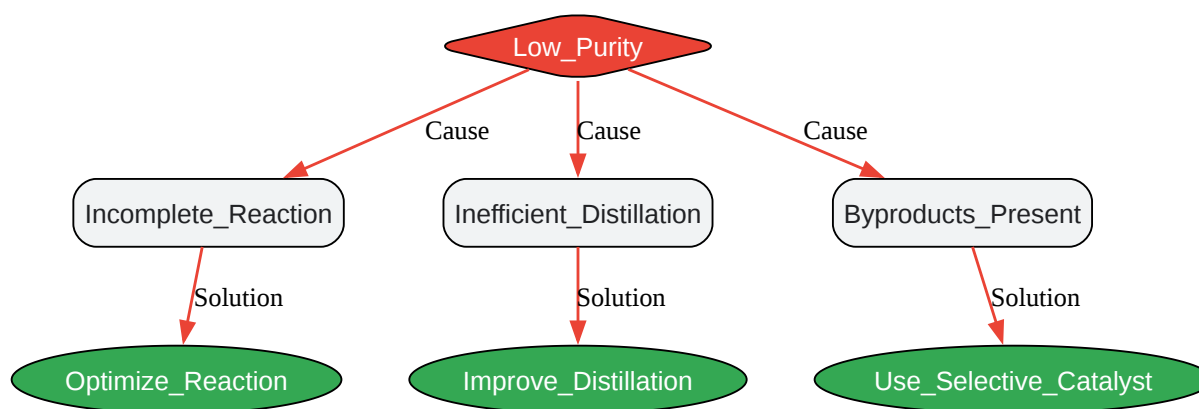 Low_Purity
Cause
Cause
Cause
Incomplete_Reaction
Inefficient_Distillation
Byproducts_Present
Solution
Solution
Solution
Optimize_Reaction
Improve_Distillation
Use_Selective_Catalyst